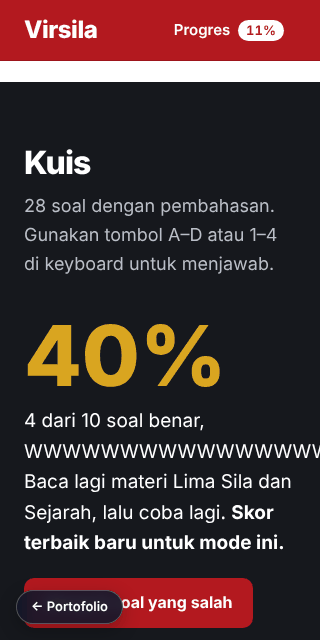 Virsila
Progres 11%
Kuis
28 soal dengan pembahasan.
Gunakan tombol A–D atau 1–4
di keyboard untuk menjawab.
40%
4 dari 10 soal benar,
Baca lagi materi Lima Sila dan
Sejarah, lalu coba lagi. Skor
terbaik baru untuk mode ini.
soal yang salah
← Portofolio